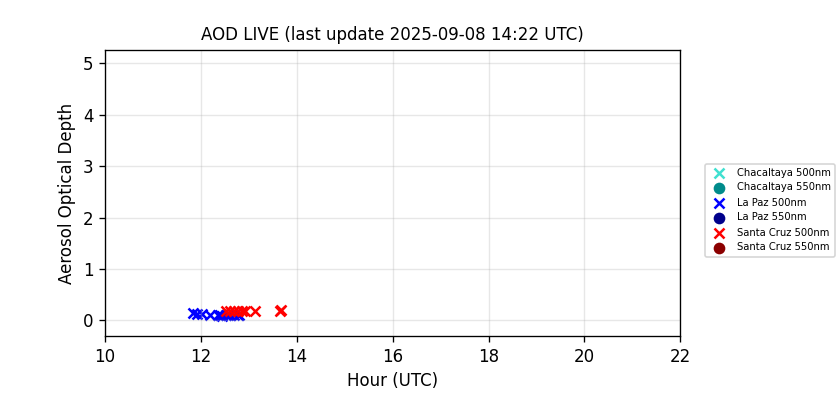 AOD LIVE (last update 2025-09-08 14:22 UTC)
Aerosol Optical Depth
5
4
3
2
1
0
10 12 14 16 18 20 22
Hour (UTC)
Chacaltaya 500nm
Chacaltaya 550nm
La Paz 500nm
La Paz 550nm
Santa Cruz 500nm
Santa Cruz 550nm